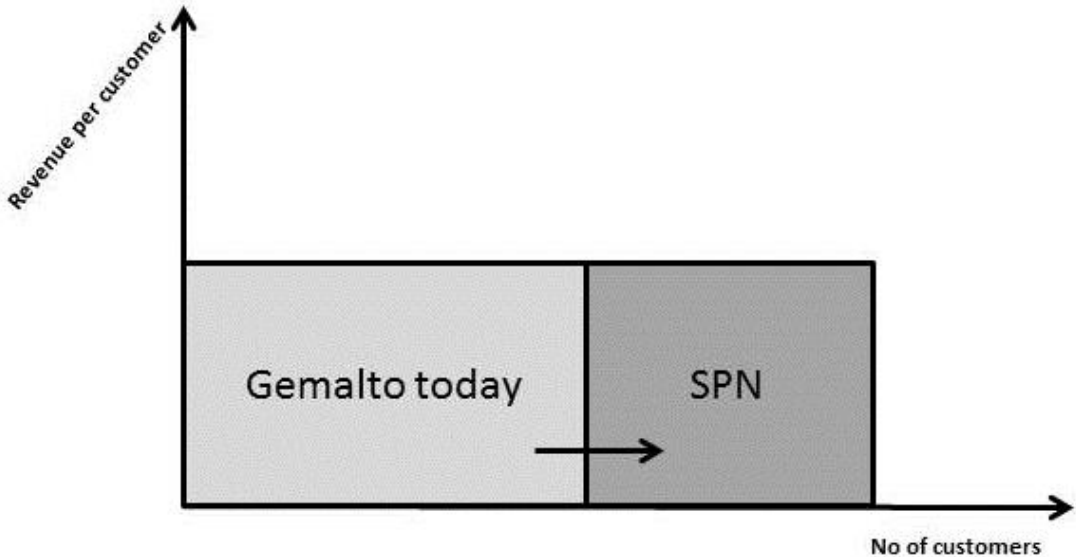 Revenue per customer
Gemalto today
SPN
No of customers